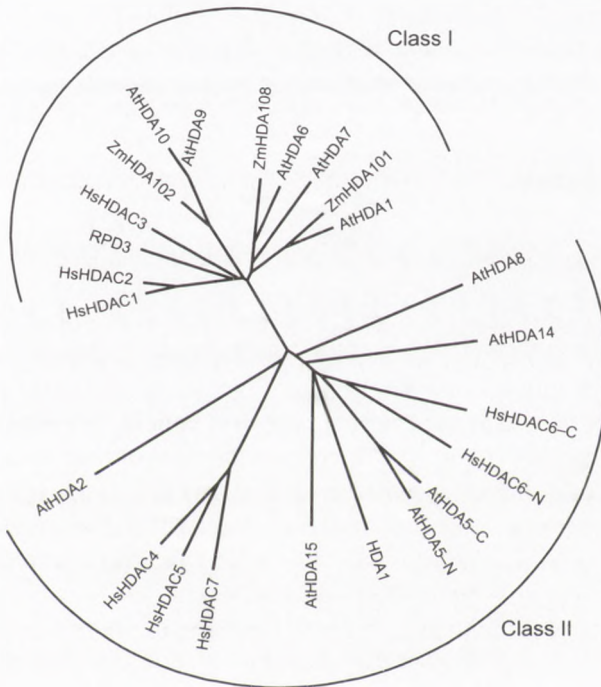 Class I
AtHDA10
AtHDA9
ZmHDA102
HsHDAC3
RPD3
HsHDAC2
HsHDAC1
ZmHDA108
AtHDA6
AtHDA7
ZmHDA101
AtHDA1
AtHDA8
AtHDA14
HsHDAC6–C
HsHDAC6–N
AtHDA5–C
AtHDA5–N
HDA1
AtHDA15
HsHDAC7
HsHDAC5
HsHDAC4
AtHDA2
Class II